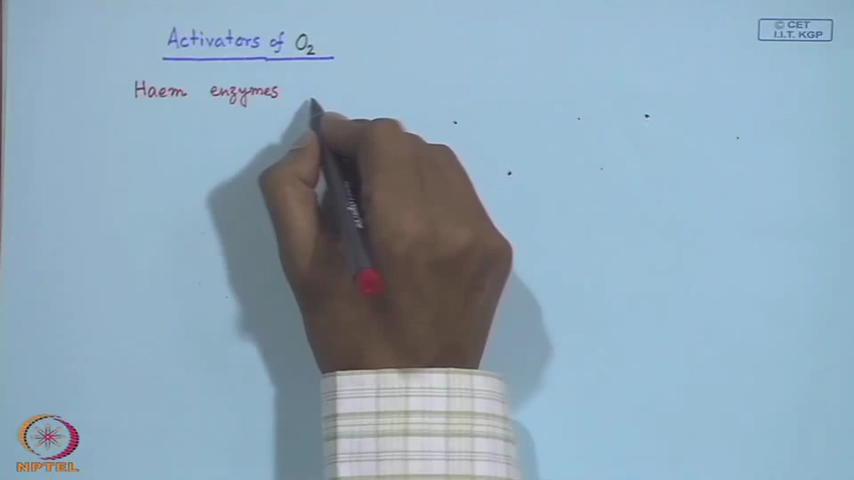 © CET
I.I.T. KGP
Activators of O₂
Haem enzymes
NPTEL